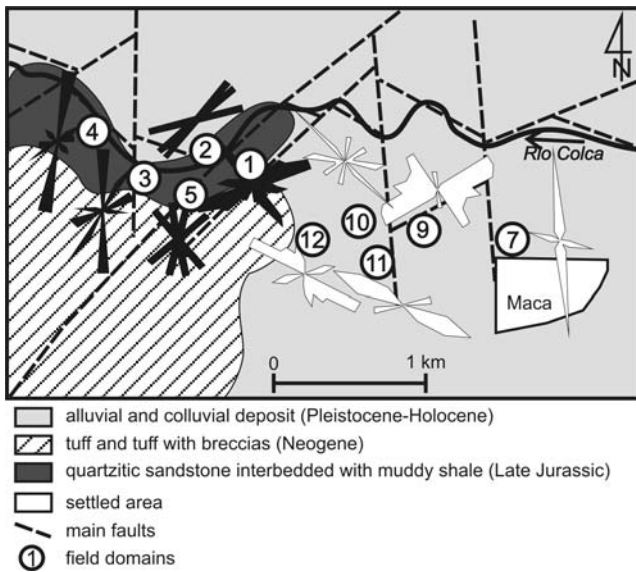 N
Rio Colca
4
2
1
3
5
10
9
7
12
11
Maca
0 1 km
alluvial and colluvial deposit (Pleistocene-Holocene)
tuff and tuff with breccias (Neogene)
quartzitic sandstone interbedded with muddy shale (Late Jurassic)
settled area
main faults
1 field domains